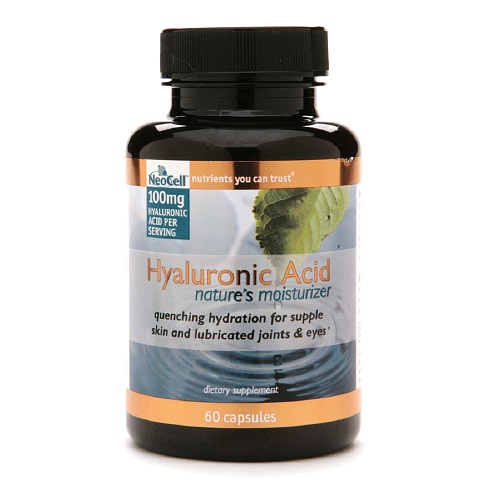 NeoCell™ nutrients you can trust®
100mg
HYALURONIC
ACID PER
SERVING
Hyaluronic Acid
nature's moisturizer
quenching hydration for supple
skin and lubricated joints & eyes*
dietary supplement
60 capsules